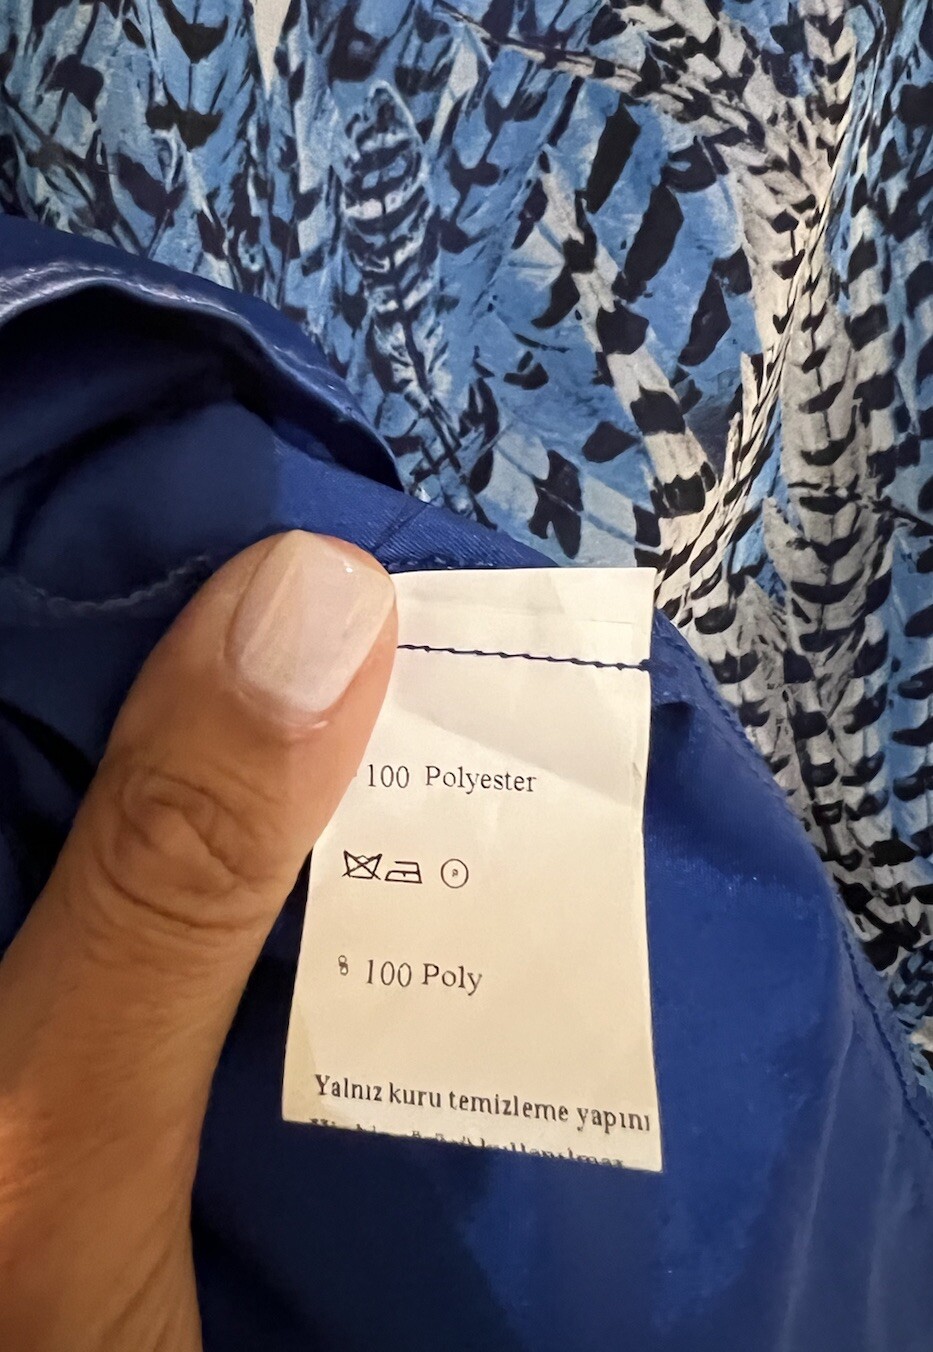 100 Polyester
P
100 Poly
Yalnız kuru temizleme yapını